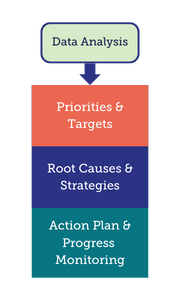 Data Analysis
Priorities &
Targets
Root Causes &
Strategies
Action Plan &
Progress
Monitoring